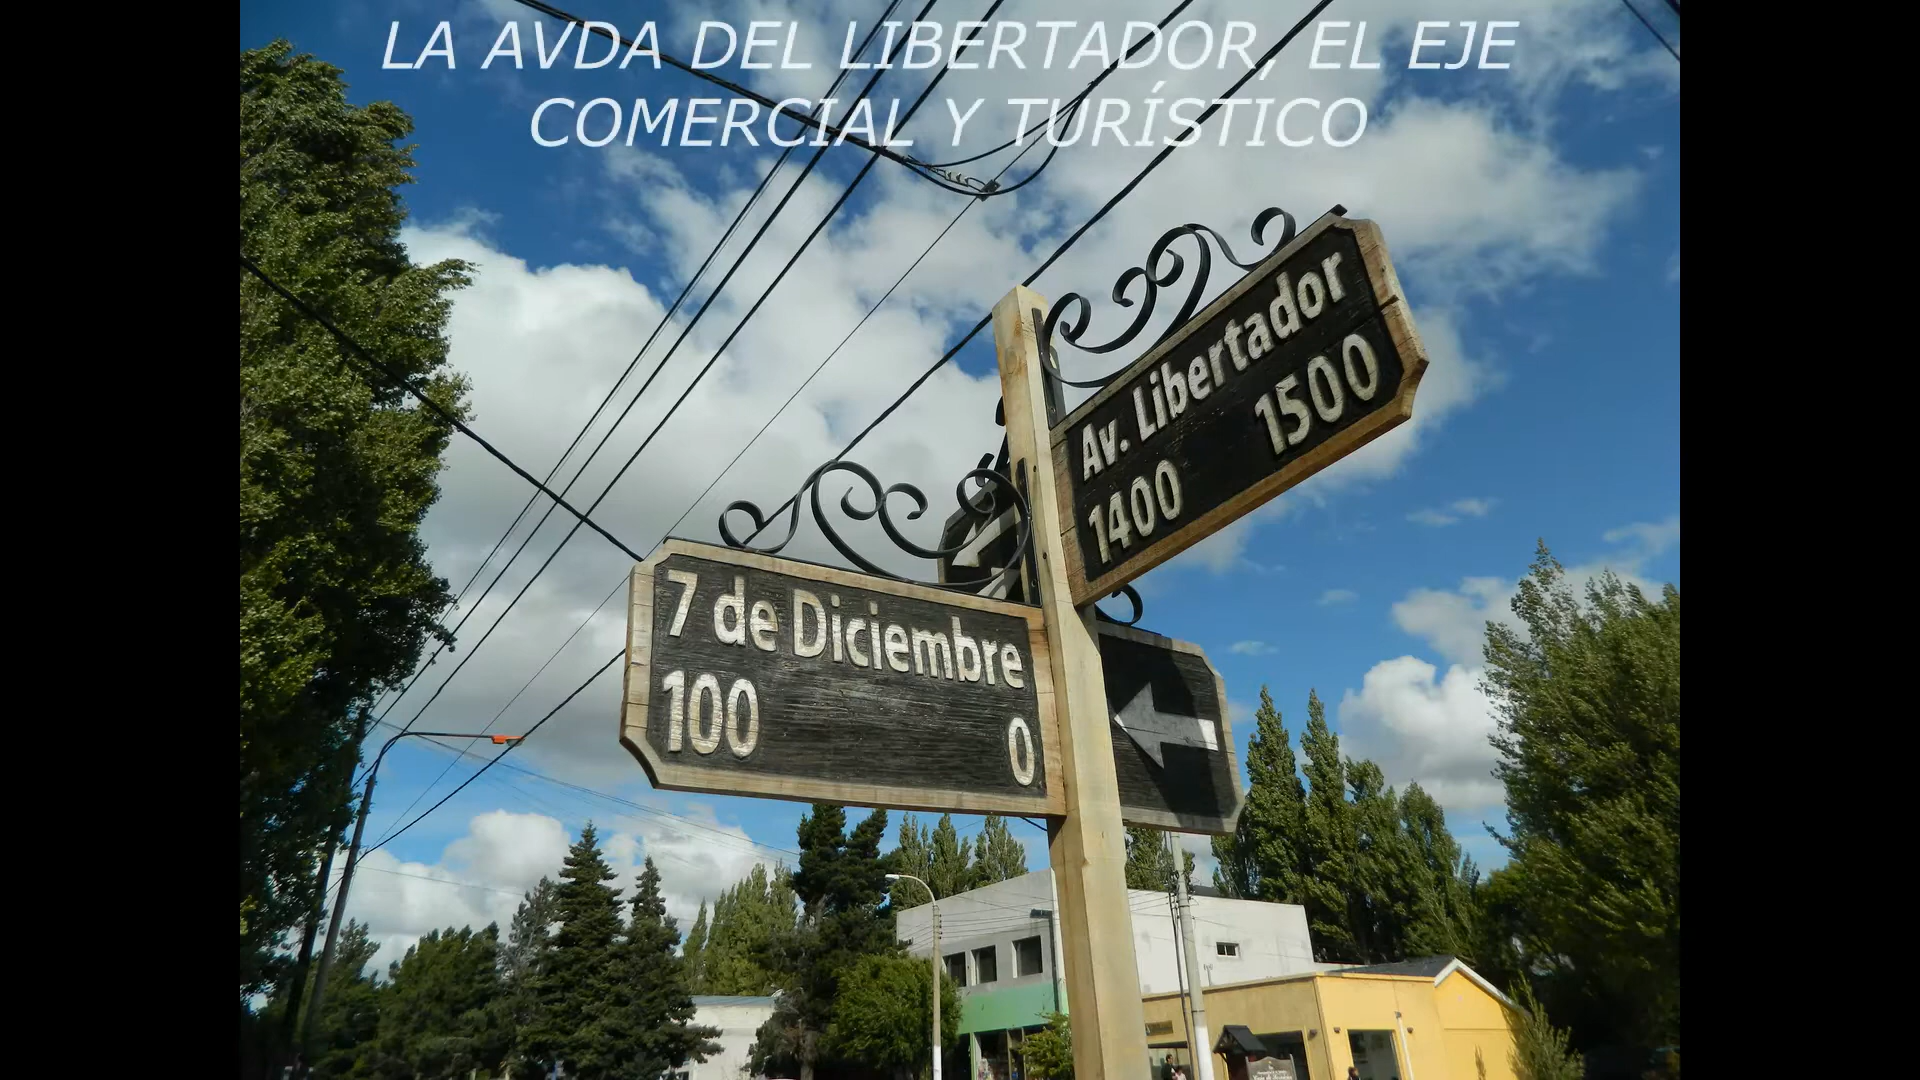 LA AVDA DEL LIBERTADOR, EL EJE
COMERCIAL Y TURÍSTICO
Av. Libertador
1400 1500
7 de Diciembre
100 0